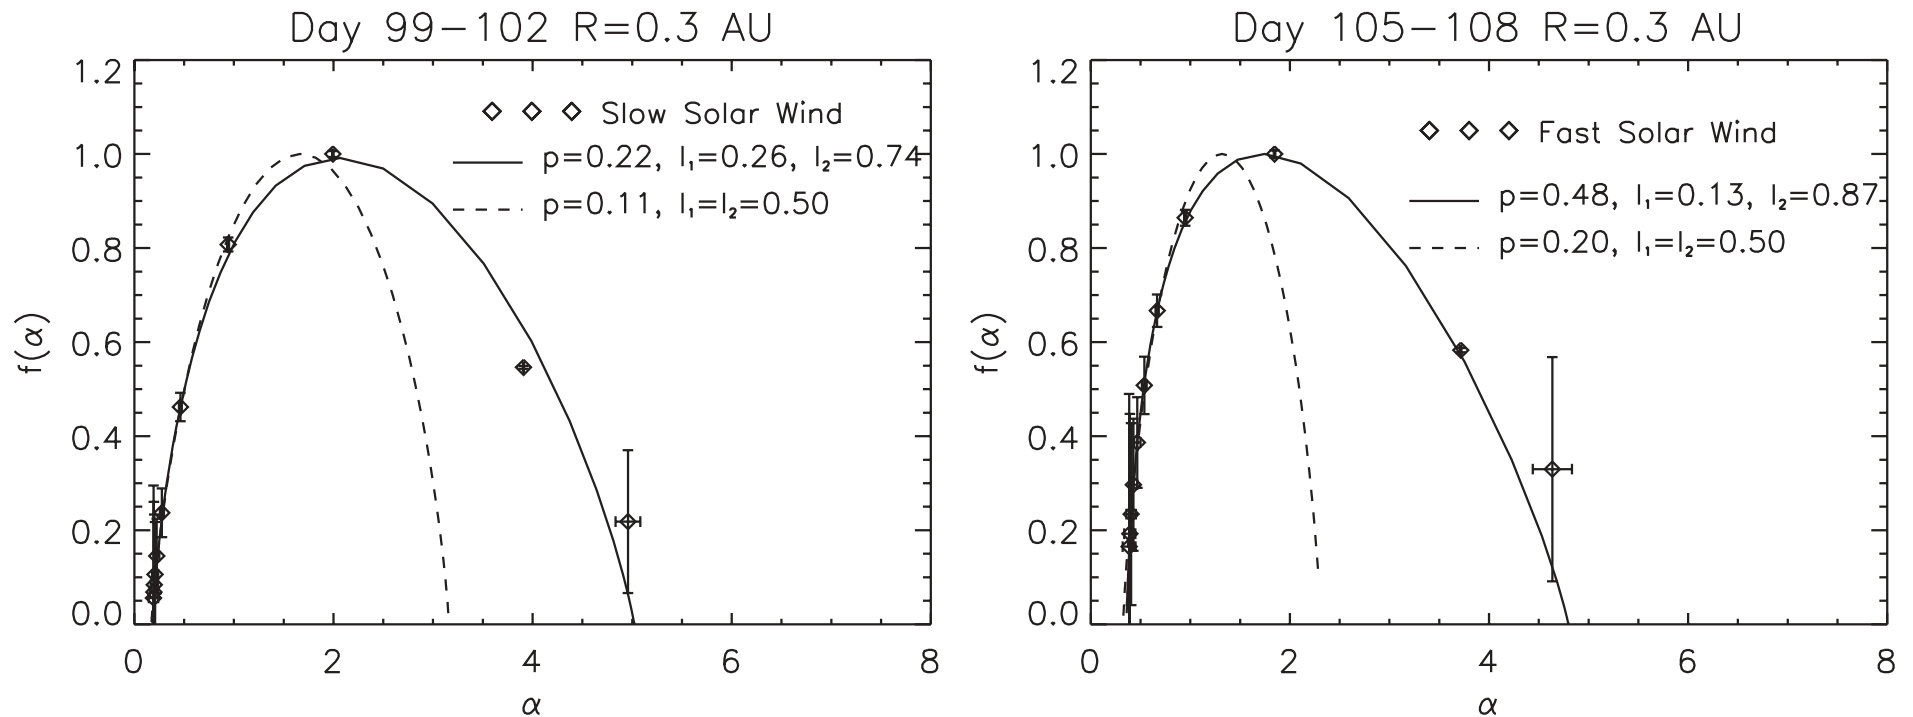 Day 99−102 R=0.3 AU
1.2
1.0
0.8
0.6
0.4
0.2
0.0
f(α)
◇ ◇ ◇ Slow Solar Wind
p=0.22, l₁=0.26, l₂=0.74
p=0.11, l₁=l₂=0.50
0 2 4 6 8
α
Day 105−108 R=0.3 AU
1.2
1.0
0.8
0.6
0.4
0.2
0.0
f(α)
◇ ◇ ◇ Fast Solar Wind
p=0.48, l₁=0.13, l₂=0.87
p=0.20, l₁=l₂=0.50
0 2 4 6 8
α